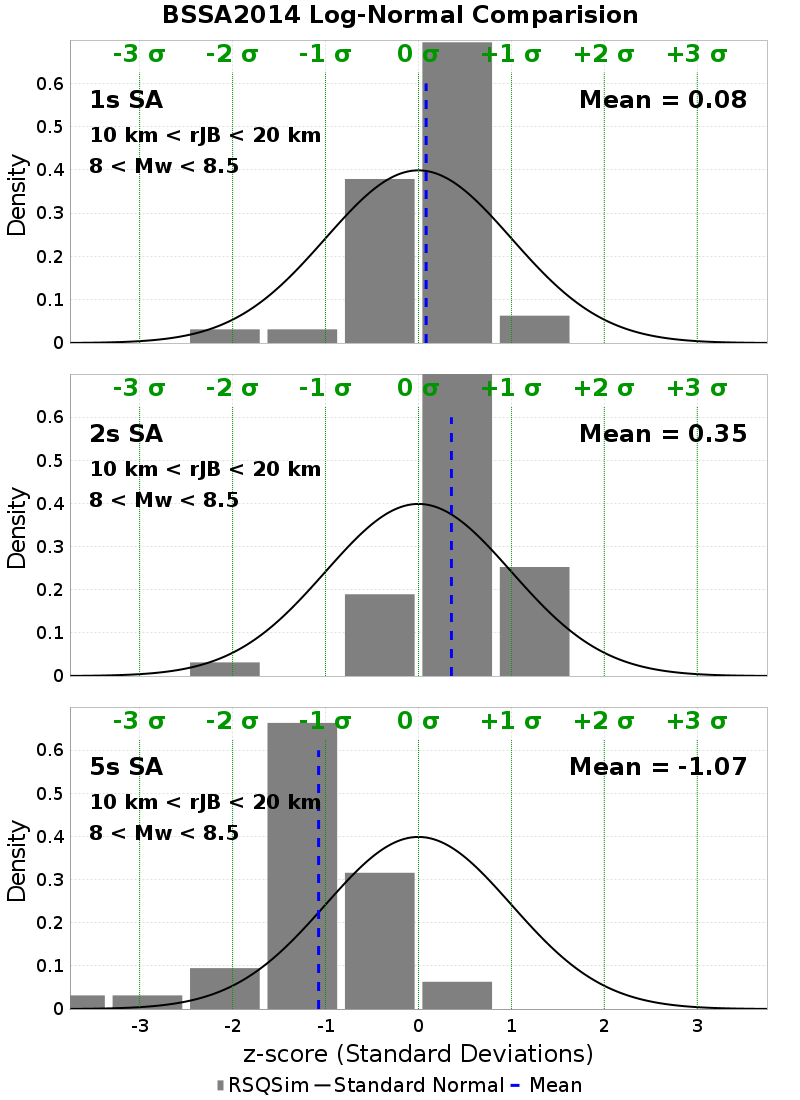 BSSA2014 Log-Normal Comparision
-3 σ -2 σ -1 σ 0 σ +1 σ +2 σ +3 σ
1s SA
Mean = 0.08
10 km < rJB < 20 km
8 < Mw < 8.5
0.6
0.5
0.4
0.3
0.2
0.1
0
Density
-3 σ -2 σ -1 σ 0 σ +1 σ +2 σ +3 σ
2s SA
Mean = 0.35
10 km < rJB < 20 km
8 < Mw < 8.5
0.6
0.5
0.4
0.3
0.2
0.1
0
Density
-3 σ -2 σ -1 σ 0 σ +1 σ +2 σ +3 σ
5s SA
Mean = -1.07
10 km < rJB < 20 km
8 < Mw < 8.5
0.6
0.5
0.4
0.3
0.2
0.1
0
Density
-3 -2 -1 0 1 2 3
z-score (Standard Deviations)
RSQSim Standard Normal Mean